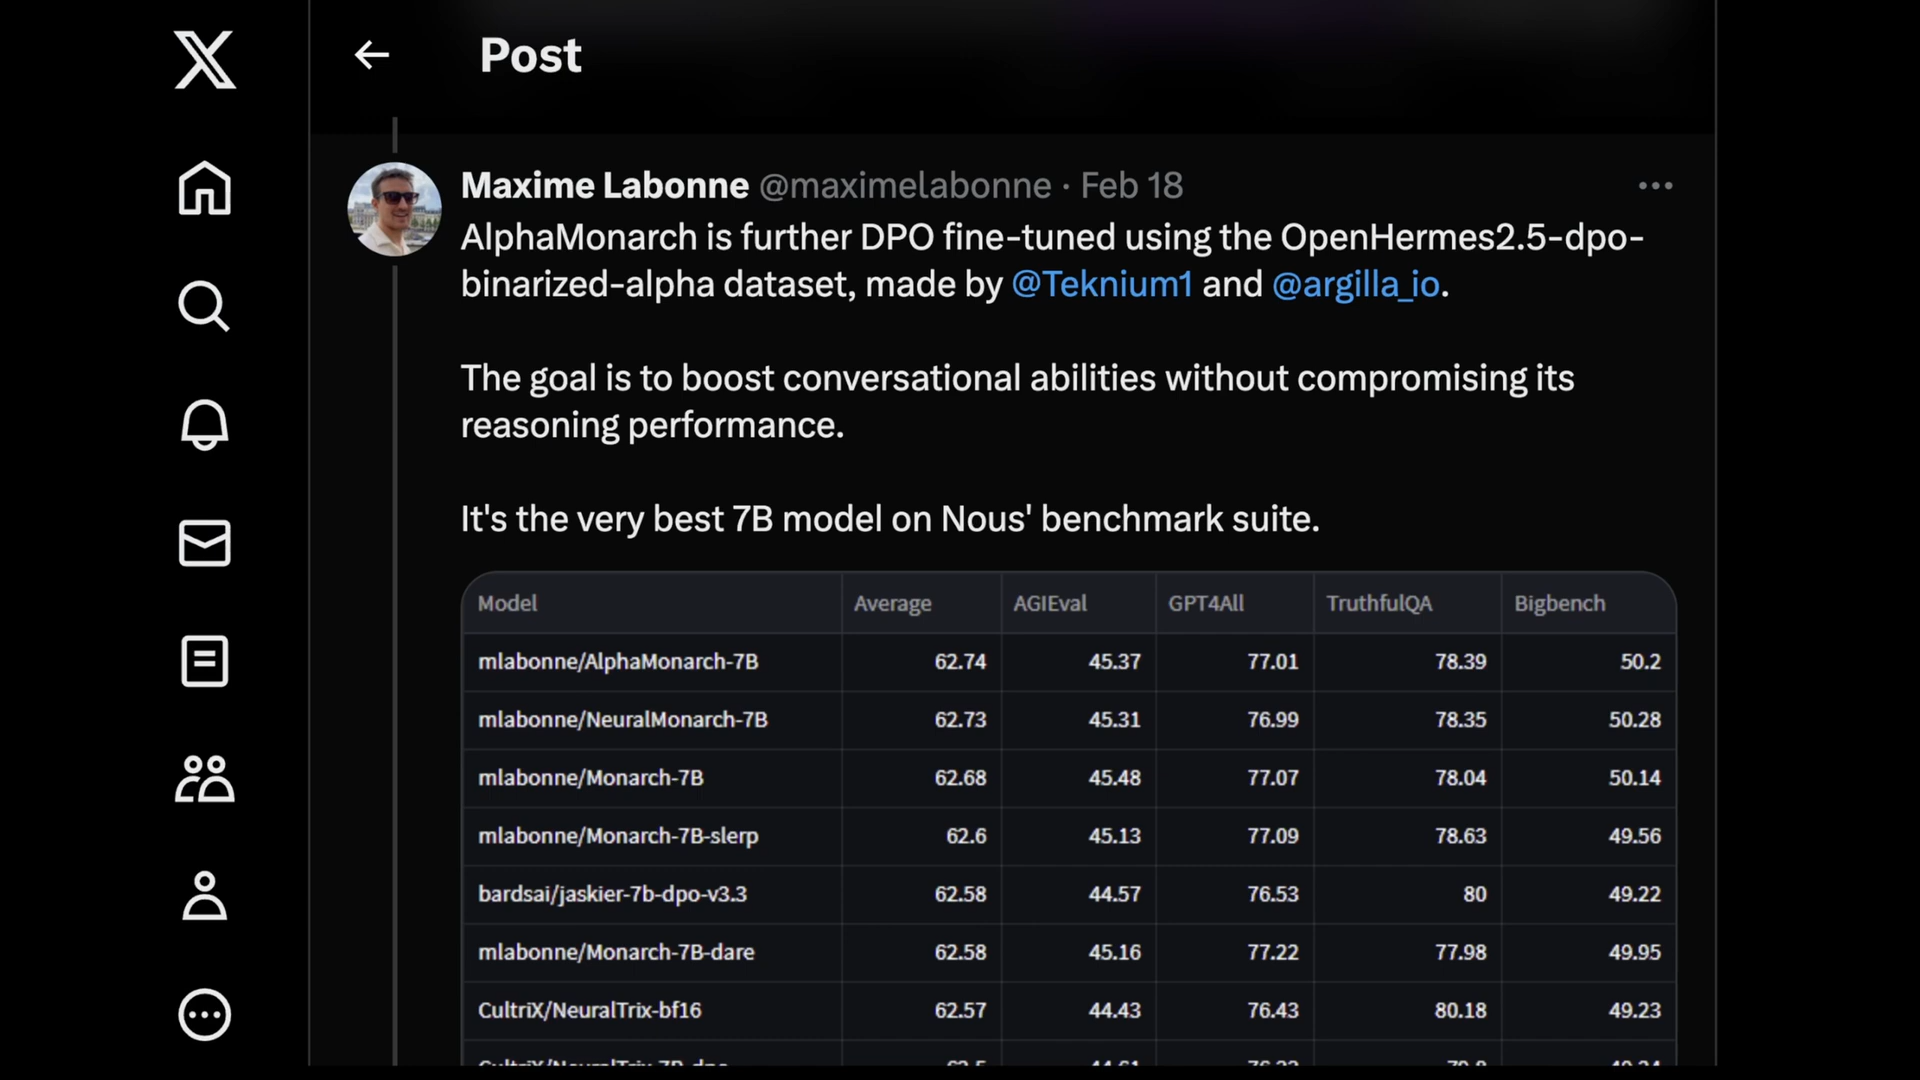 Post
Maxime Labonne @maximelabonne · Feb 18
AlphaMonarch is further DPO fine-tuned using the OpenHermes2.5-dpo-
binarized-alpha dataset, made by @Teknium1 and @argilla_io.
The goal is to boost conversational abilities without compromising its
reasoning performance.
It's the very best 7B model on Nous' benchmark suite.
Model Average AGIEval GPT4All TruthfulQA Bigbench
mlabonne/AlphaMonarch-7B 62.74 45.37 77.01 78.39 50.2
mlabonne/NeuralMonarch-7B 62.73 45.31 76.99 78.35 50.28
mlabonne/Monarch-7B 62.68 45.48 77.07 78.04 50.14
mlabonne/Monarch-7B-slerp 62.6 45.13 77.09 78.63 49.56
bardsai/jaskier-7b-dpo-v3.3 62.58 44.57 76.53 80 49.22
mlabonne/Monarch-7B-dare 62.58 45.16 77.22 77.98 49.95
CultriX/NeuralTrix-bf16 62.57 44.43 76.43 80.18 49.23